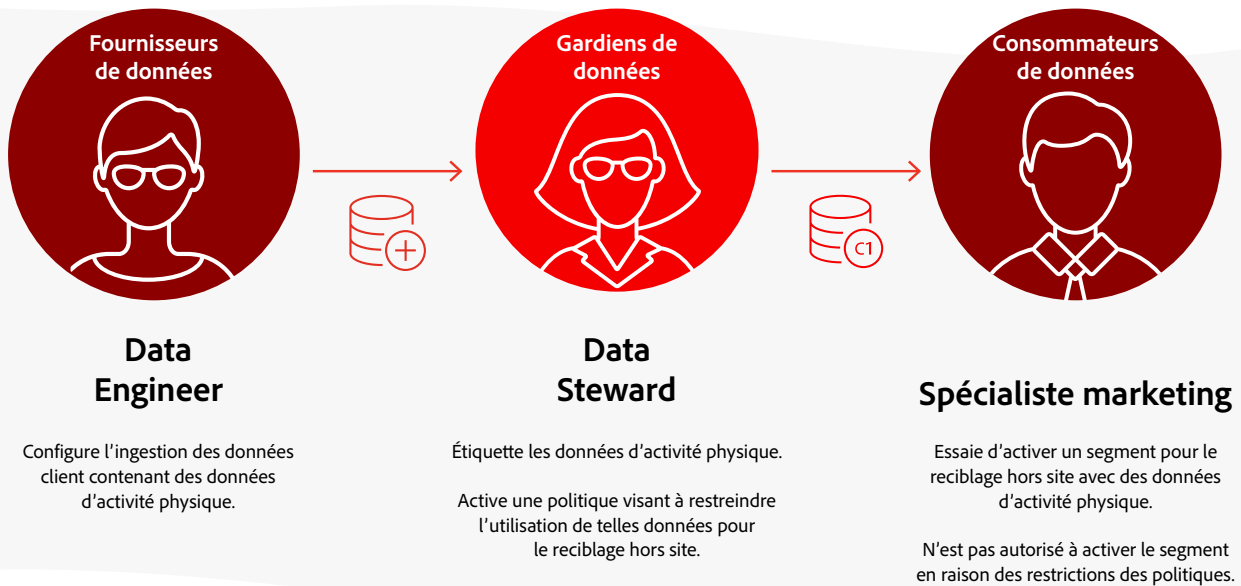 Fournisseurs
de données
Gardiens de
données
Consommateurs
de données
C1
Data
Engineer
Configure l'ingestion des données
client contenant des données
d'activité physique.
Data
Steward
Étiquette les données d'activité physique.
Active une politique visant à restreindre
l'utilisation de telles données pour
le reciblage hors site.
Spécialiste marketing
Essaie d'activer un segment pour le
reciblage hors site avec des données
d'activité physique.
N'est pas autorisé à activer le segment
en raison des restrictions des politiques.